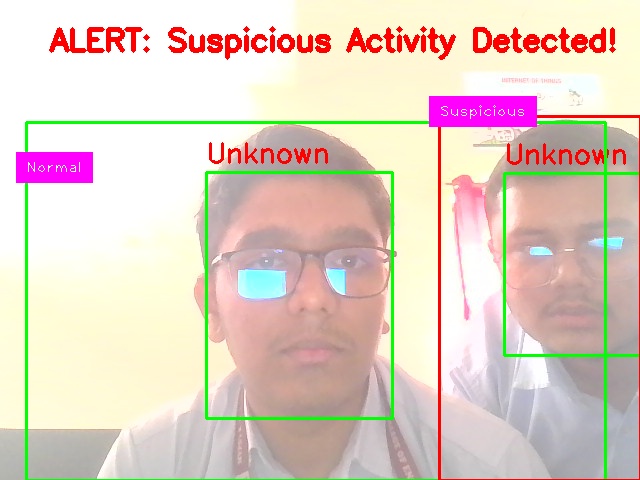 ALERT: Suspicious Activity Detected!
INTERNET OF THINGS
Suspicious
Unknown
Unknown
Normal